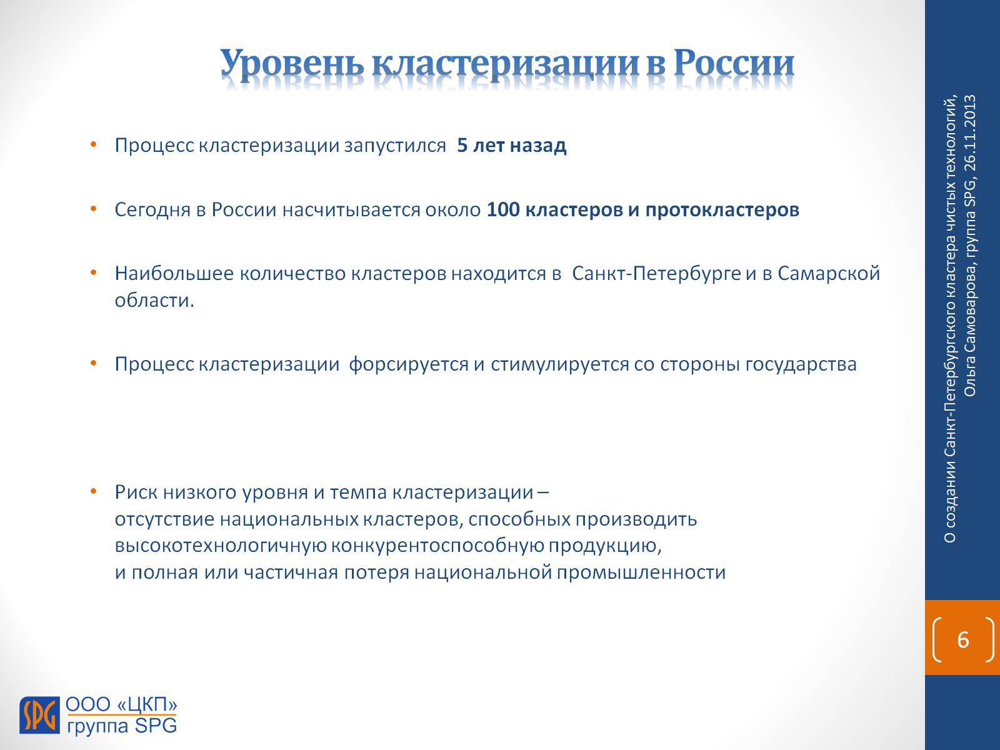 Уровень кластеризации в России
• Процесс кластеризации запустился 5 лет назад
• Сегодня в России насчитывается около 100 кластеров и протокластеров
• Наибольшее количество кластеров находится в Санкт-Петербурге и в Самарской
области.
• Процесс кластеризации форсируется и стимулируется со стороны государства
• Риск низкого уровня и темпа кластеризации –
отсутствие национальных кластеров, способных производить
высокотехнологичную конкурентоспособную продукцию,
и полная или частичная потеря национальной промышленности
О создании Санкт-Петербургского кластера чистых технологий,
Ольга Самоварова, группа SPG, 26.11.2013
6
SPG
ООО «ЦКП»
группа SPG